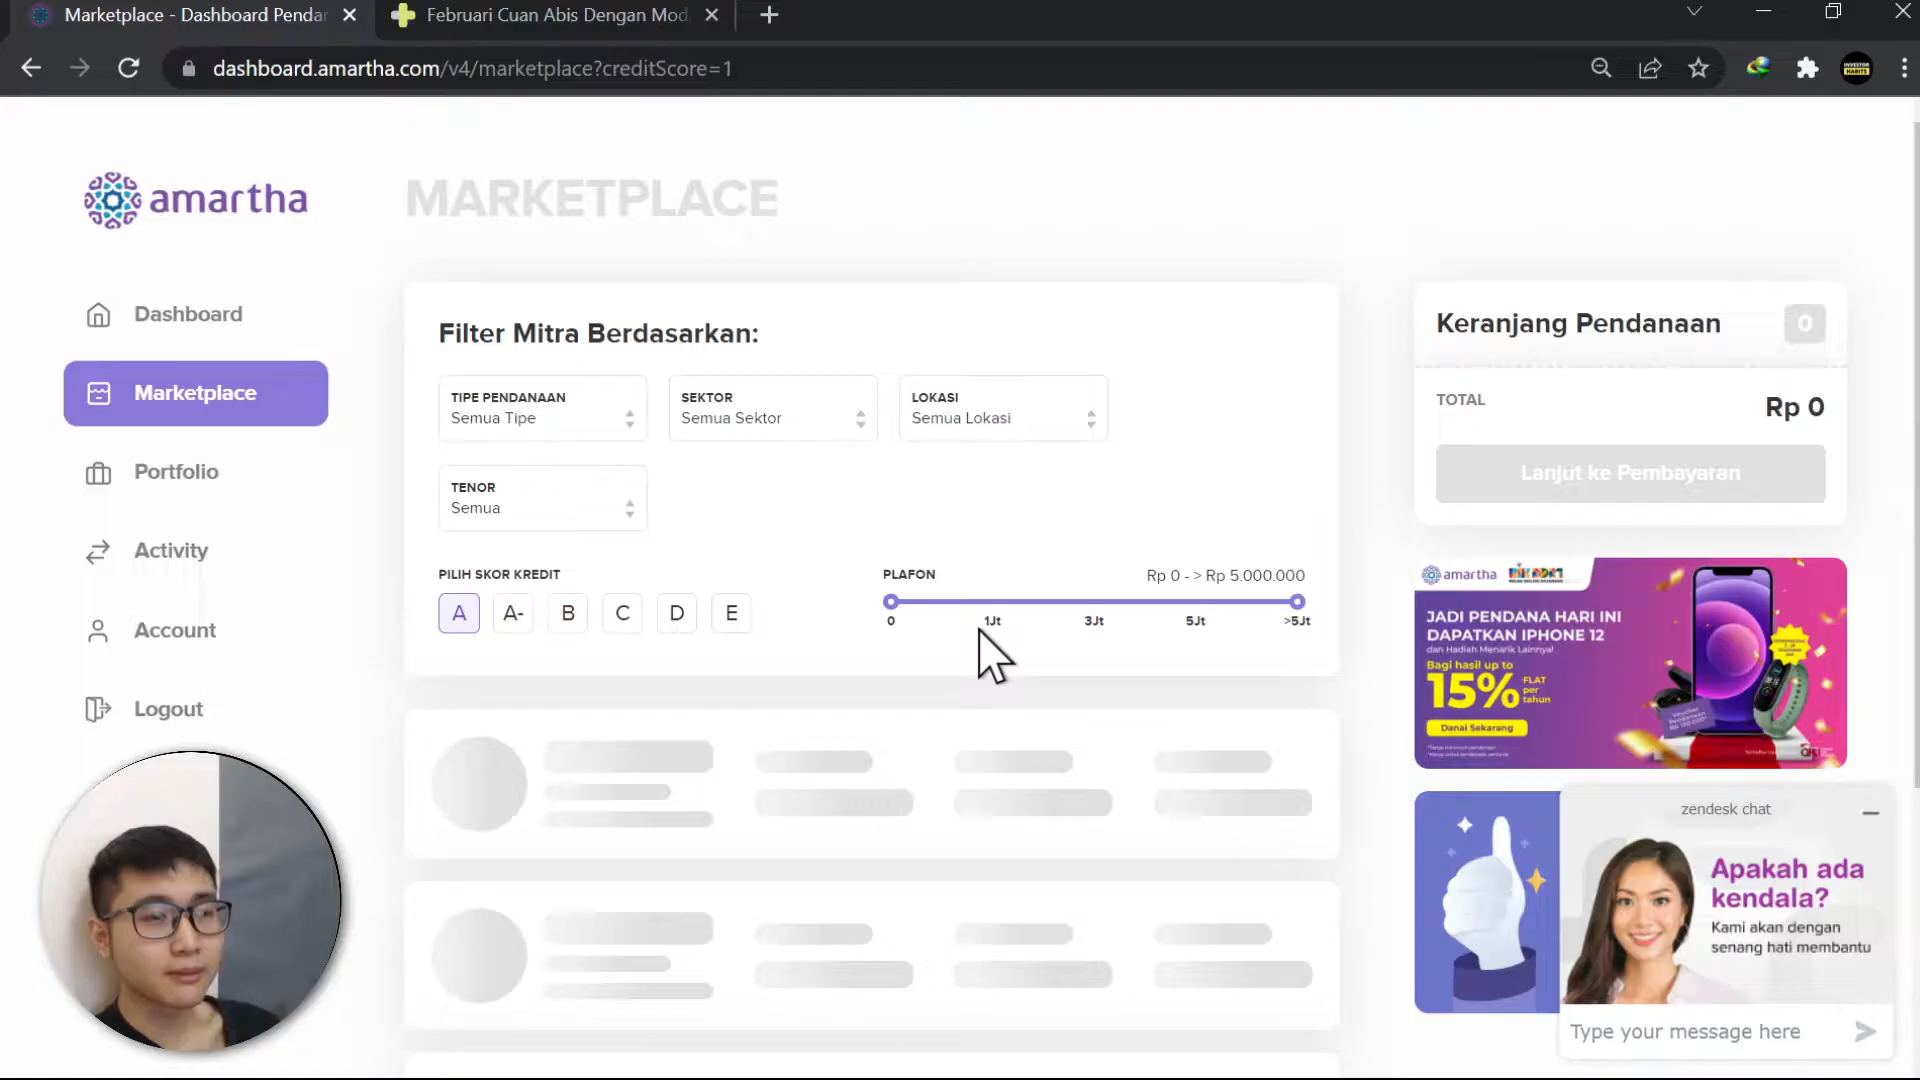 Marketplace - Dashboard Pendar
Februari Cuan Abis Dengan Mod
dashboard.amartha.com/v4/marketplace?creditScore=1
INVESTOR
HABITS
amartha
MARKETPLACE
Dashboard
Marketplace
Portfolio
Activity
Account
Logout
Filter Mitra Berdasarkan:
TIPE PENDANAAN
Semua Tipe
SEKTOR
Semua Sektor
LOKASI
Semua Lokasi
TENOR
Semua
PILIH SKOR KREDIT
A A- B C D E
PLAFON
Rp 0 - > Rp 5.000.000
0 1Jt 3Jt 5Jt >5Jt
Keranjang Pendanaan
0
TOTAL
Rp 0
Lanjut ke Pembayaran
amartha
JADI PENDANA HARI INI
DAPATKAN IPHONE 12
dan Hadiah Menarik Lainnya!
Bagi hasil up to
15% FLAT
per
tahun
Danai Sekarang
zendesk chat
Apakah ada
kendala?
Kami akan dengan
senang hati membantu
Type your message here